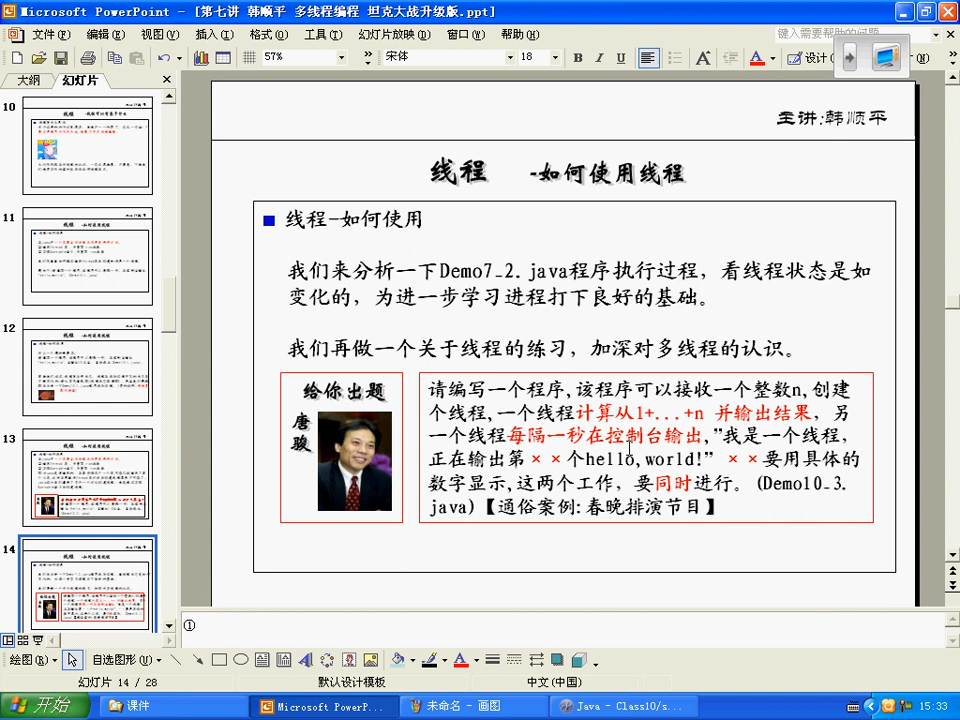 Microsoft PowerPoint - [第七讲 韩顺平 多线程编程 坦克大战升级版.ppt]
文件(F) 编辑(E) 视图(V) 插入(I) 格式(O) 工具(T) 幻灯片放映(D) 窗口(W) 帮助(H)
键入需要帮助的问题
57% 宋体 18 B I U A A 设计
大纲 幻灯片
10
11
12
13
14
主讲:韩顺平
线程 -如何使用线程
线程-如何使用
我们来分析一下Demo7_2.java程序执行过程，看线程状态是如
变化的，为进一步学习进程打下良好的基础。
我们再做一个关于线程的练习，加深对多线程的认识。
给你出题
唐骏
请编写一个程序,该程序可以接收一个整数n,创建
个线程,一个线程计算从1+...+n 并输出结果，另
一个线程每隔一秒在控制台输出,"我是一个线程,
正在输出第××个hello,world!" ××要用具体的
数字显示,这两个工作，要同时进行。(Demo10_3.
java)【通俗案例:春晚排演节目】
①
绘图(R) 自选图形(U)
幻灯片 14 / 28 默认设计模板 中文(中国)
开始 课件 Microsoft PowerP... 未命名 - 画图 Java - Class10/s... 15:33